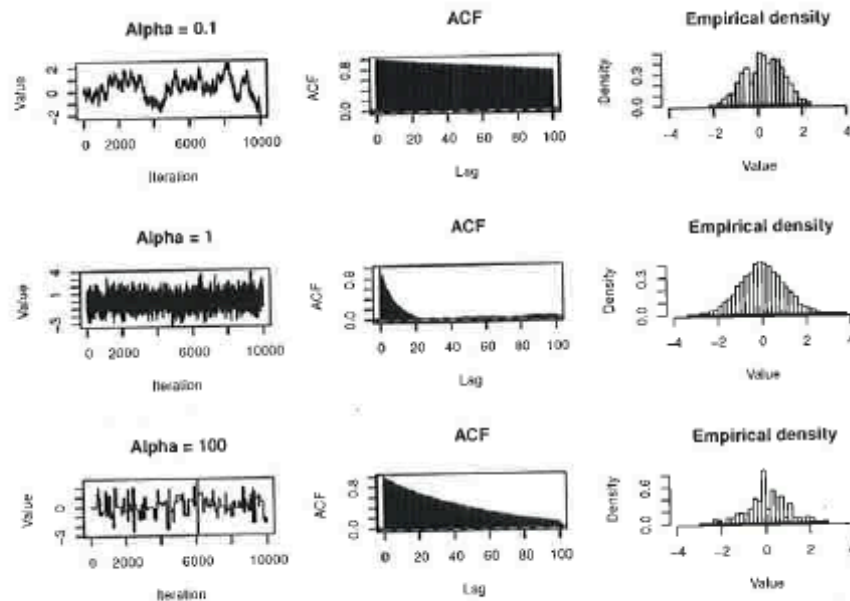 Alpha = 0.1
ACF
Empirical density
Value
2
0
−2
0 2000 6000 10000
Iteration
ACF
0.8
0.0
0 20 40 60 80 100
Lag
Density
0.3
0.0
−4 −2 0 2 4
Value
Alpha = 1
ACF
Empirical density
Value
4
1
−3
0 2000 6000 10000
Iteration
ACF
0.8
0.0
0 20 40 60 80 100
Lag
Density
0.3
0.0
−4 −2 0 2 4
Value
Alpha = 100
ACF
Empirical density
Value
0
−3
0 2000 6000 10000
Iteration
ACF
0.8
0.0
0 20 40 60 80 100
Lag
Density
0.6
0.0
−4 −2 0 2 4
Value